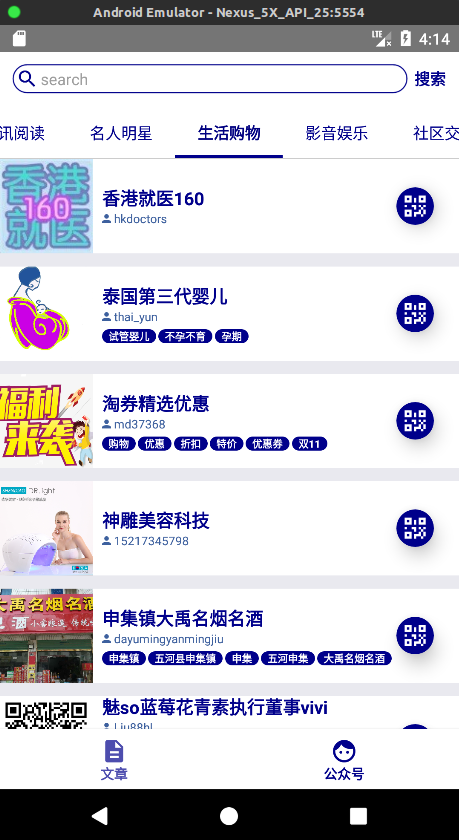 Android Emulator - Nexus_5X_API_25:5554
LTE 4:14
search 搜索
讯阅读 名人明星 生活购物 影音娱乐 社区交
香港
160
就医
香港就医160
hkdoctors
泰国第三代婴儿
thai_yun
试管婴儿 不孕不育 孕期
福利
来袭
淘券精选优惠
md37368
购物 优惠 折扣 特价 优惠券 双11
DR.light
神雕美容科技
15217345798
大禹名烟名酒
申集镇大禹名烟名酒
dayumingyanmingjiu
申集镇 五河县申集镇 申集 五河申集 大禹名烟名酒
魅so蓝莓花青素执行董事vivi
文章 公众号